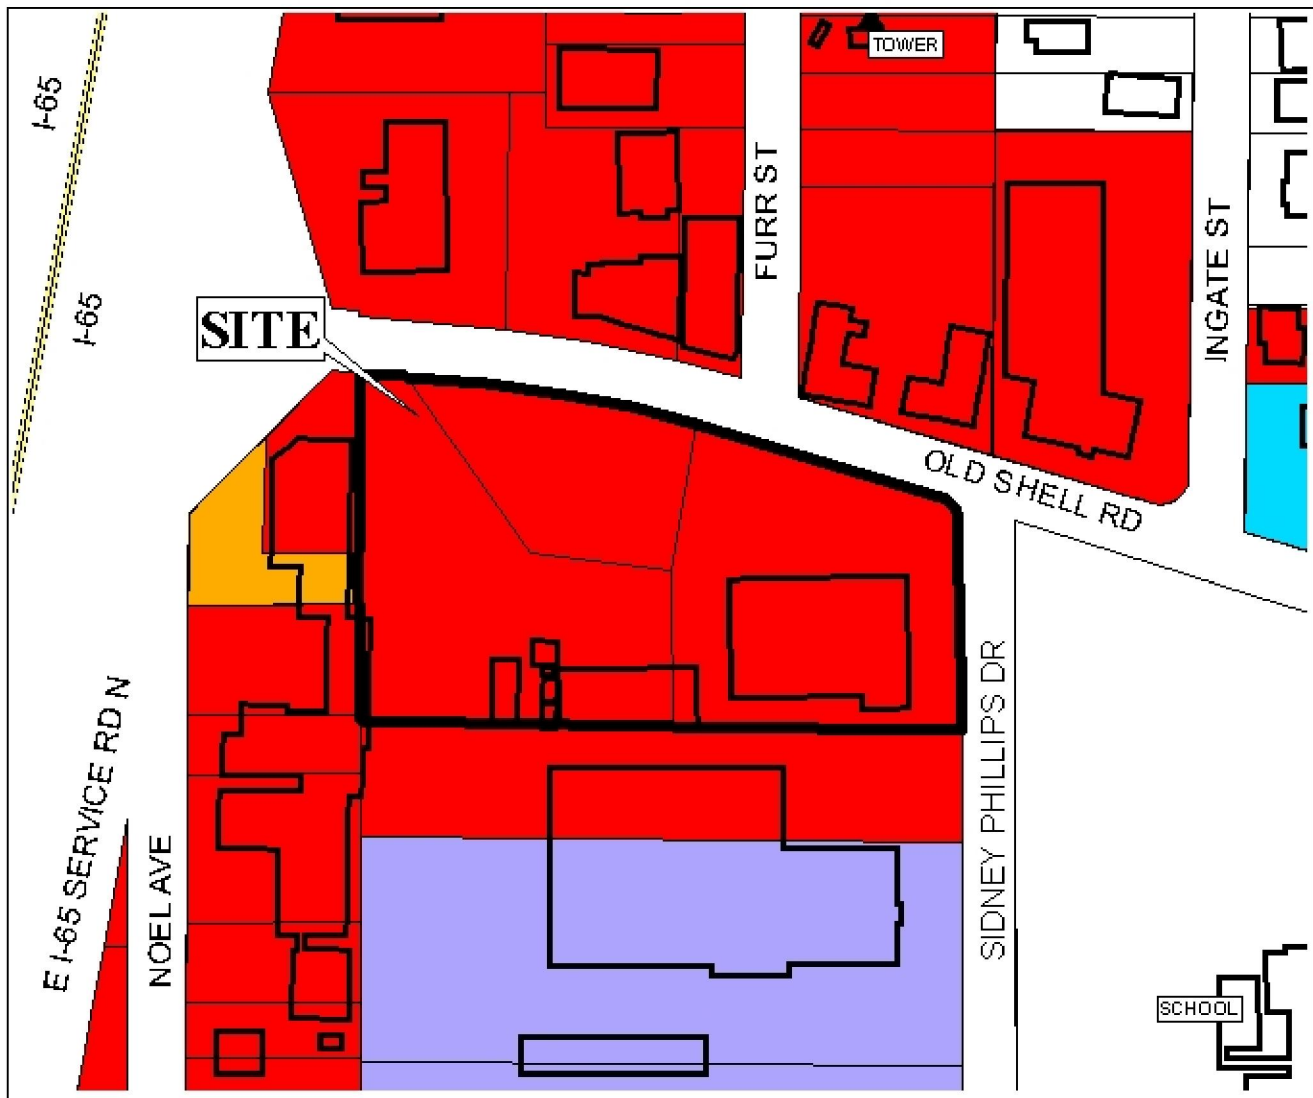 TOWER
I-65
FURR ST
INGATE ST
I-65
SITE
OLD SHELL RD
SIDNEY PHILLIPS DR
E I-65 SERVICE RD N
NOEL AVE
SCHOOL